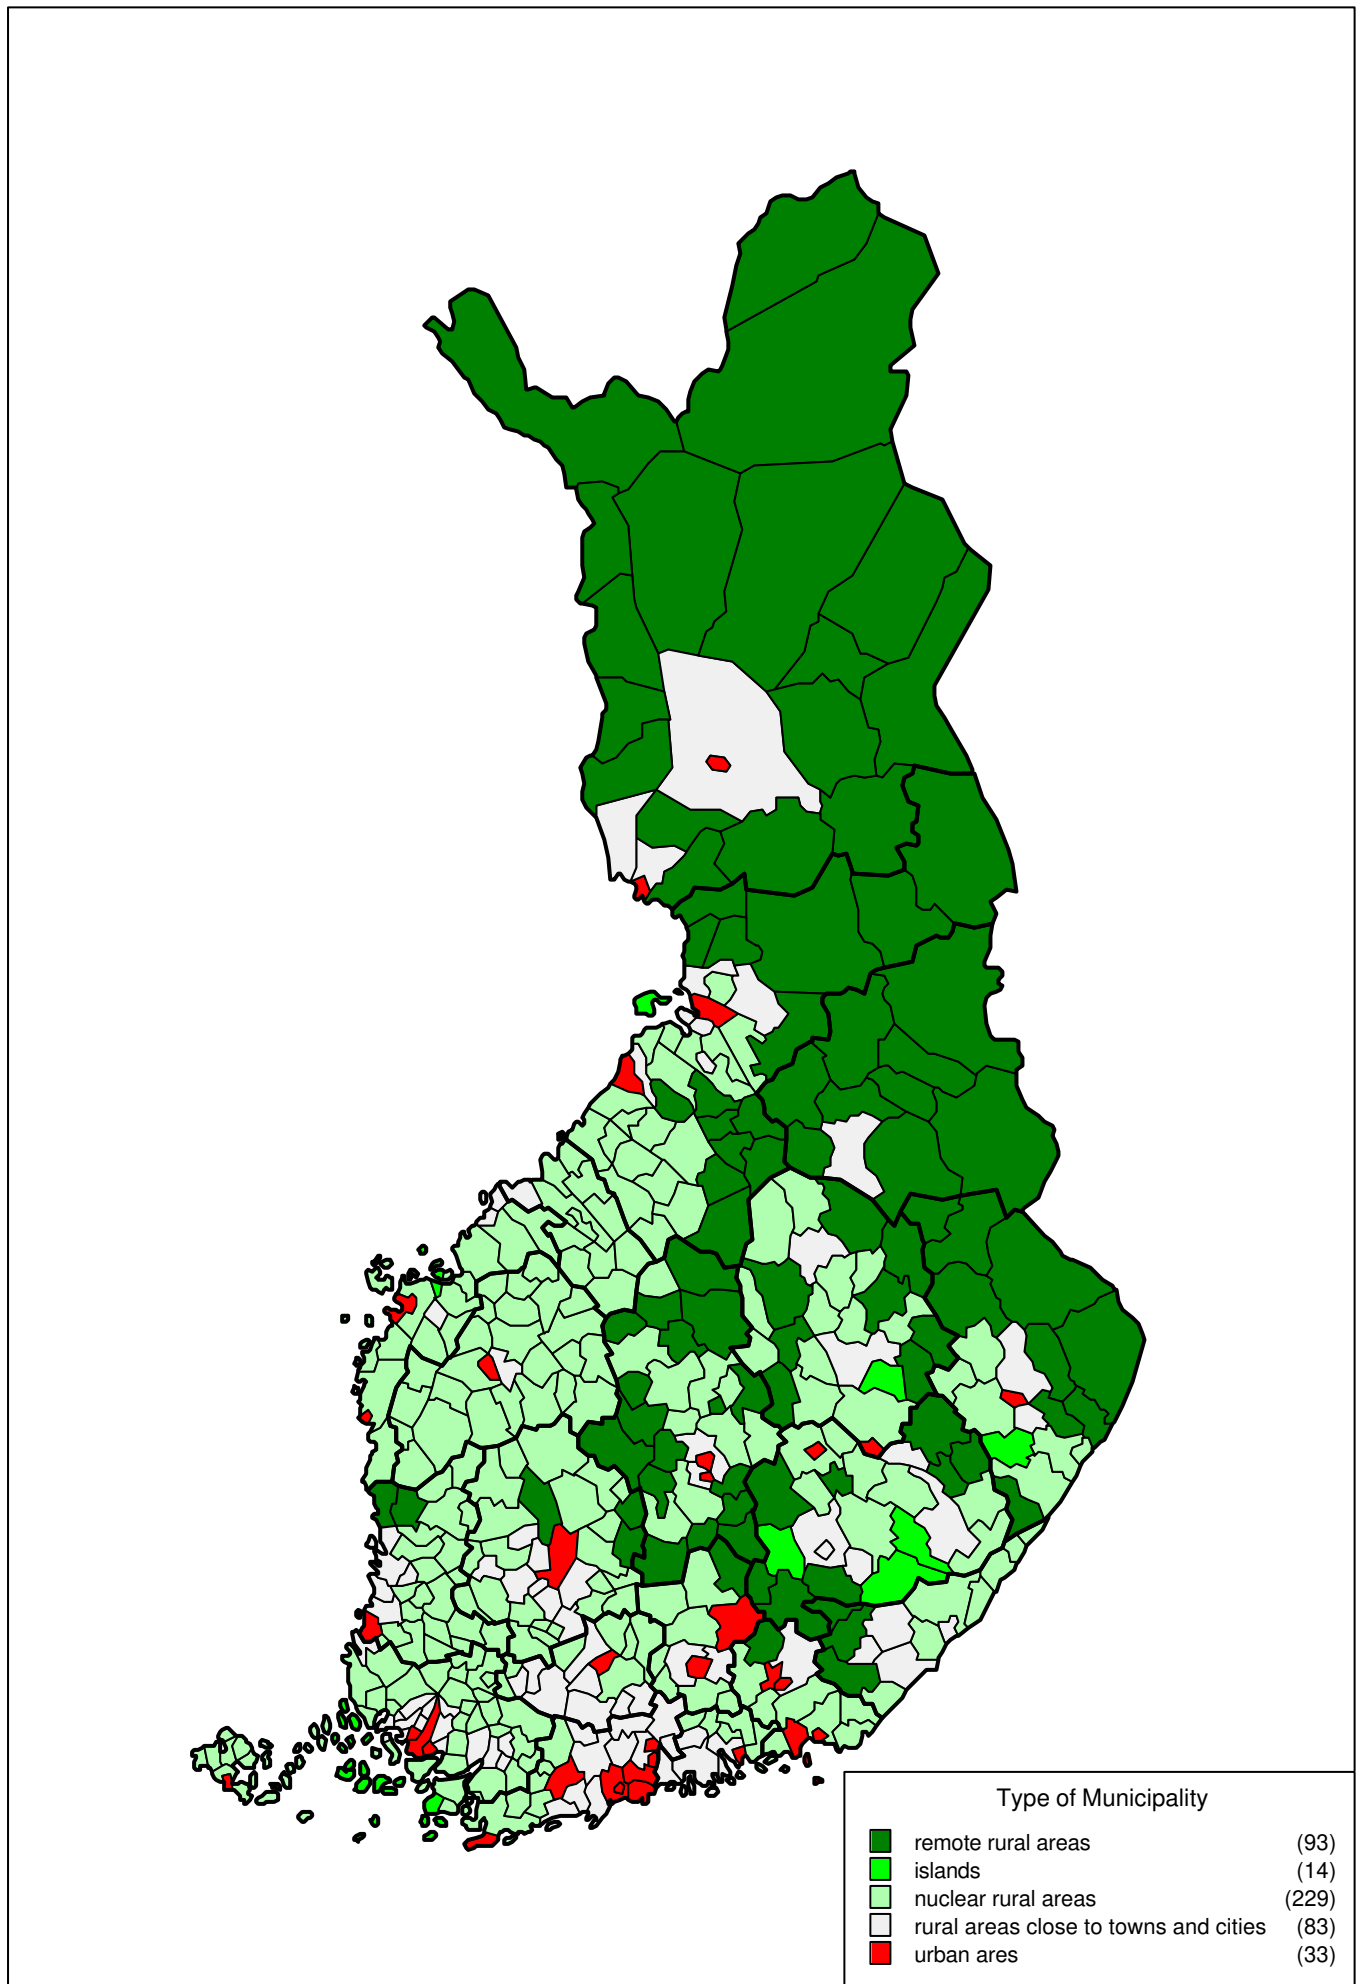 Type of Municipality
remote rural areas (93)
islands (14)
nuclear rural areas (229)
rural areas close to towns and cities (83)
urban ares (33)